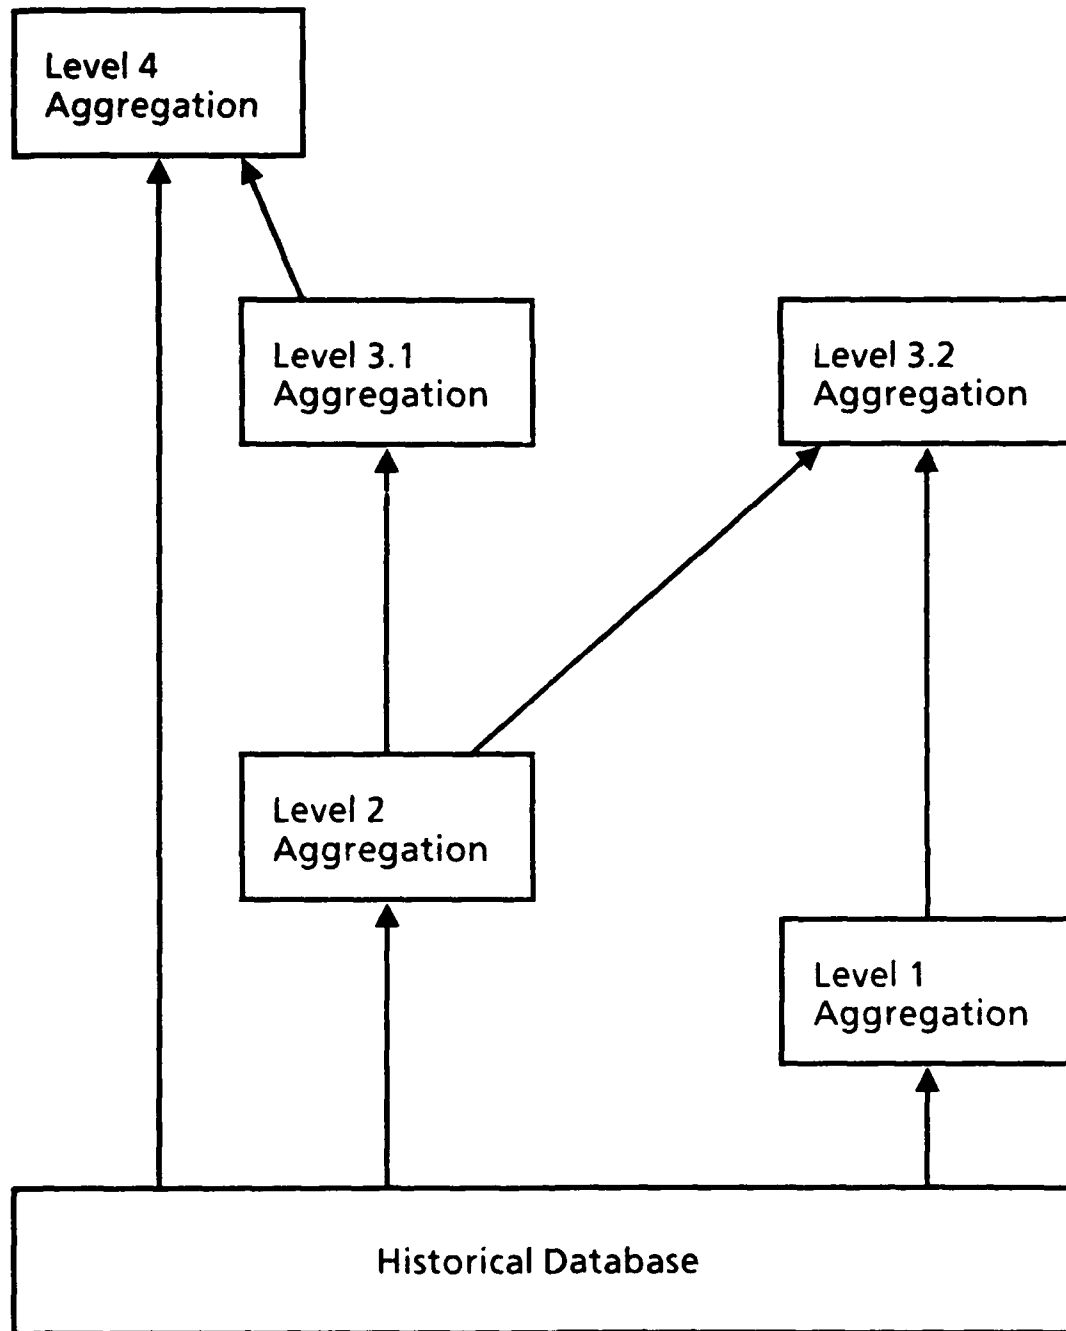 Level 4
Aggregation
Level 3.1
Aggregation
Level 3.2
Aggregation
Level 2
Aggregation
Level 1
Aggregation
Historical Database